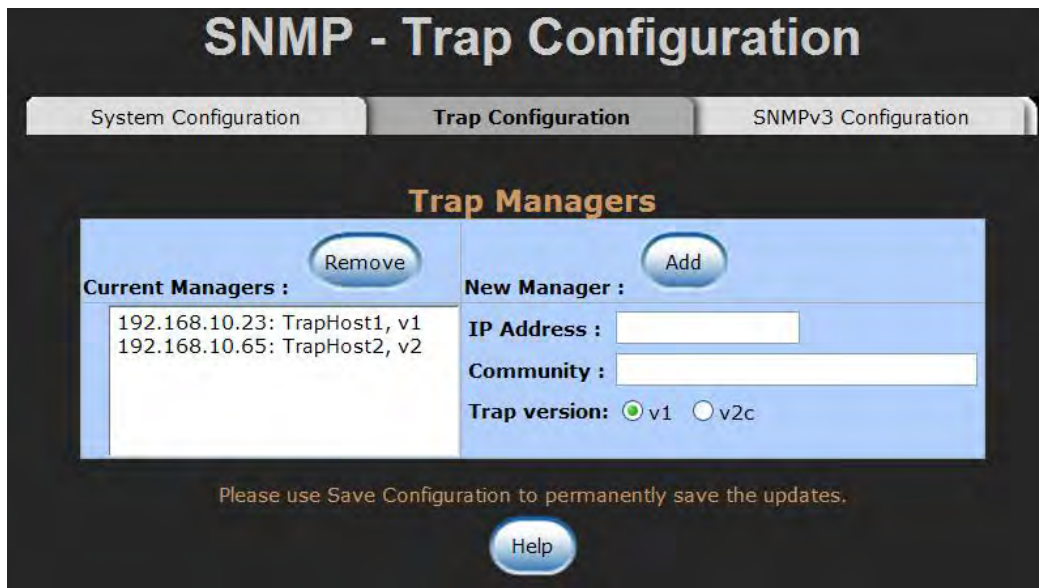 SNMP - Trap Configuration
System Configuration
Trap Configuration
SNMPv3 Configuration
Trap Managers
Remove
Current Managers :
192.168.10.23: TrapHost1, v1
192.168.10.65: TrapHost2, v2
Add
New Manager :
IP Address :
Community :
Trap version: v1 v2c
Please use Save Configuration to permanently save the updates.
Help